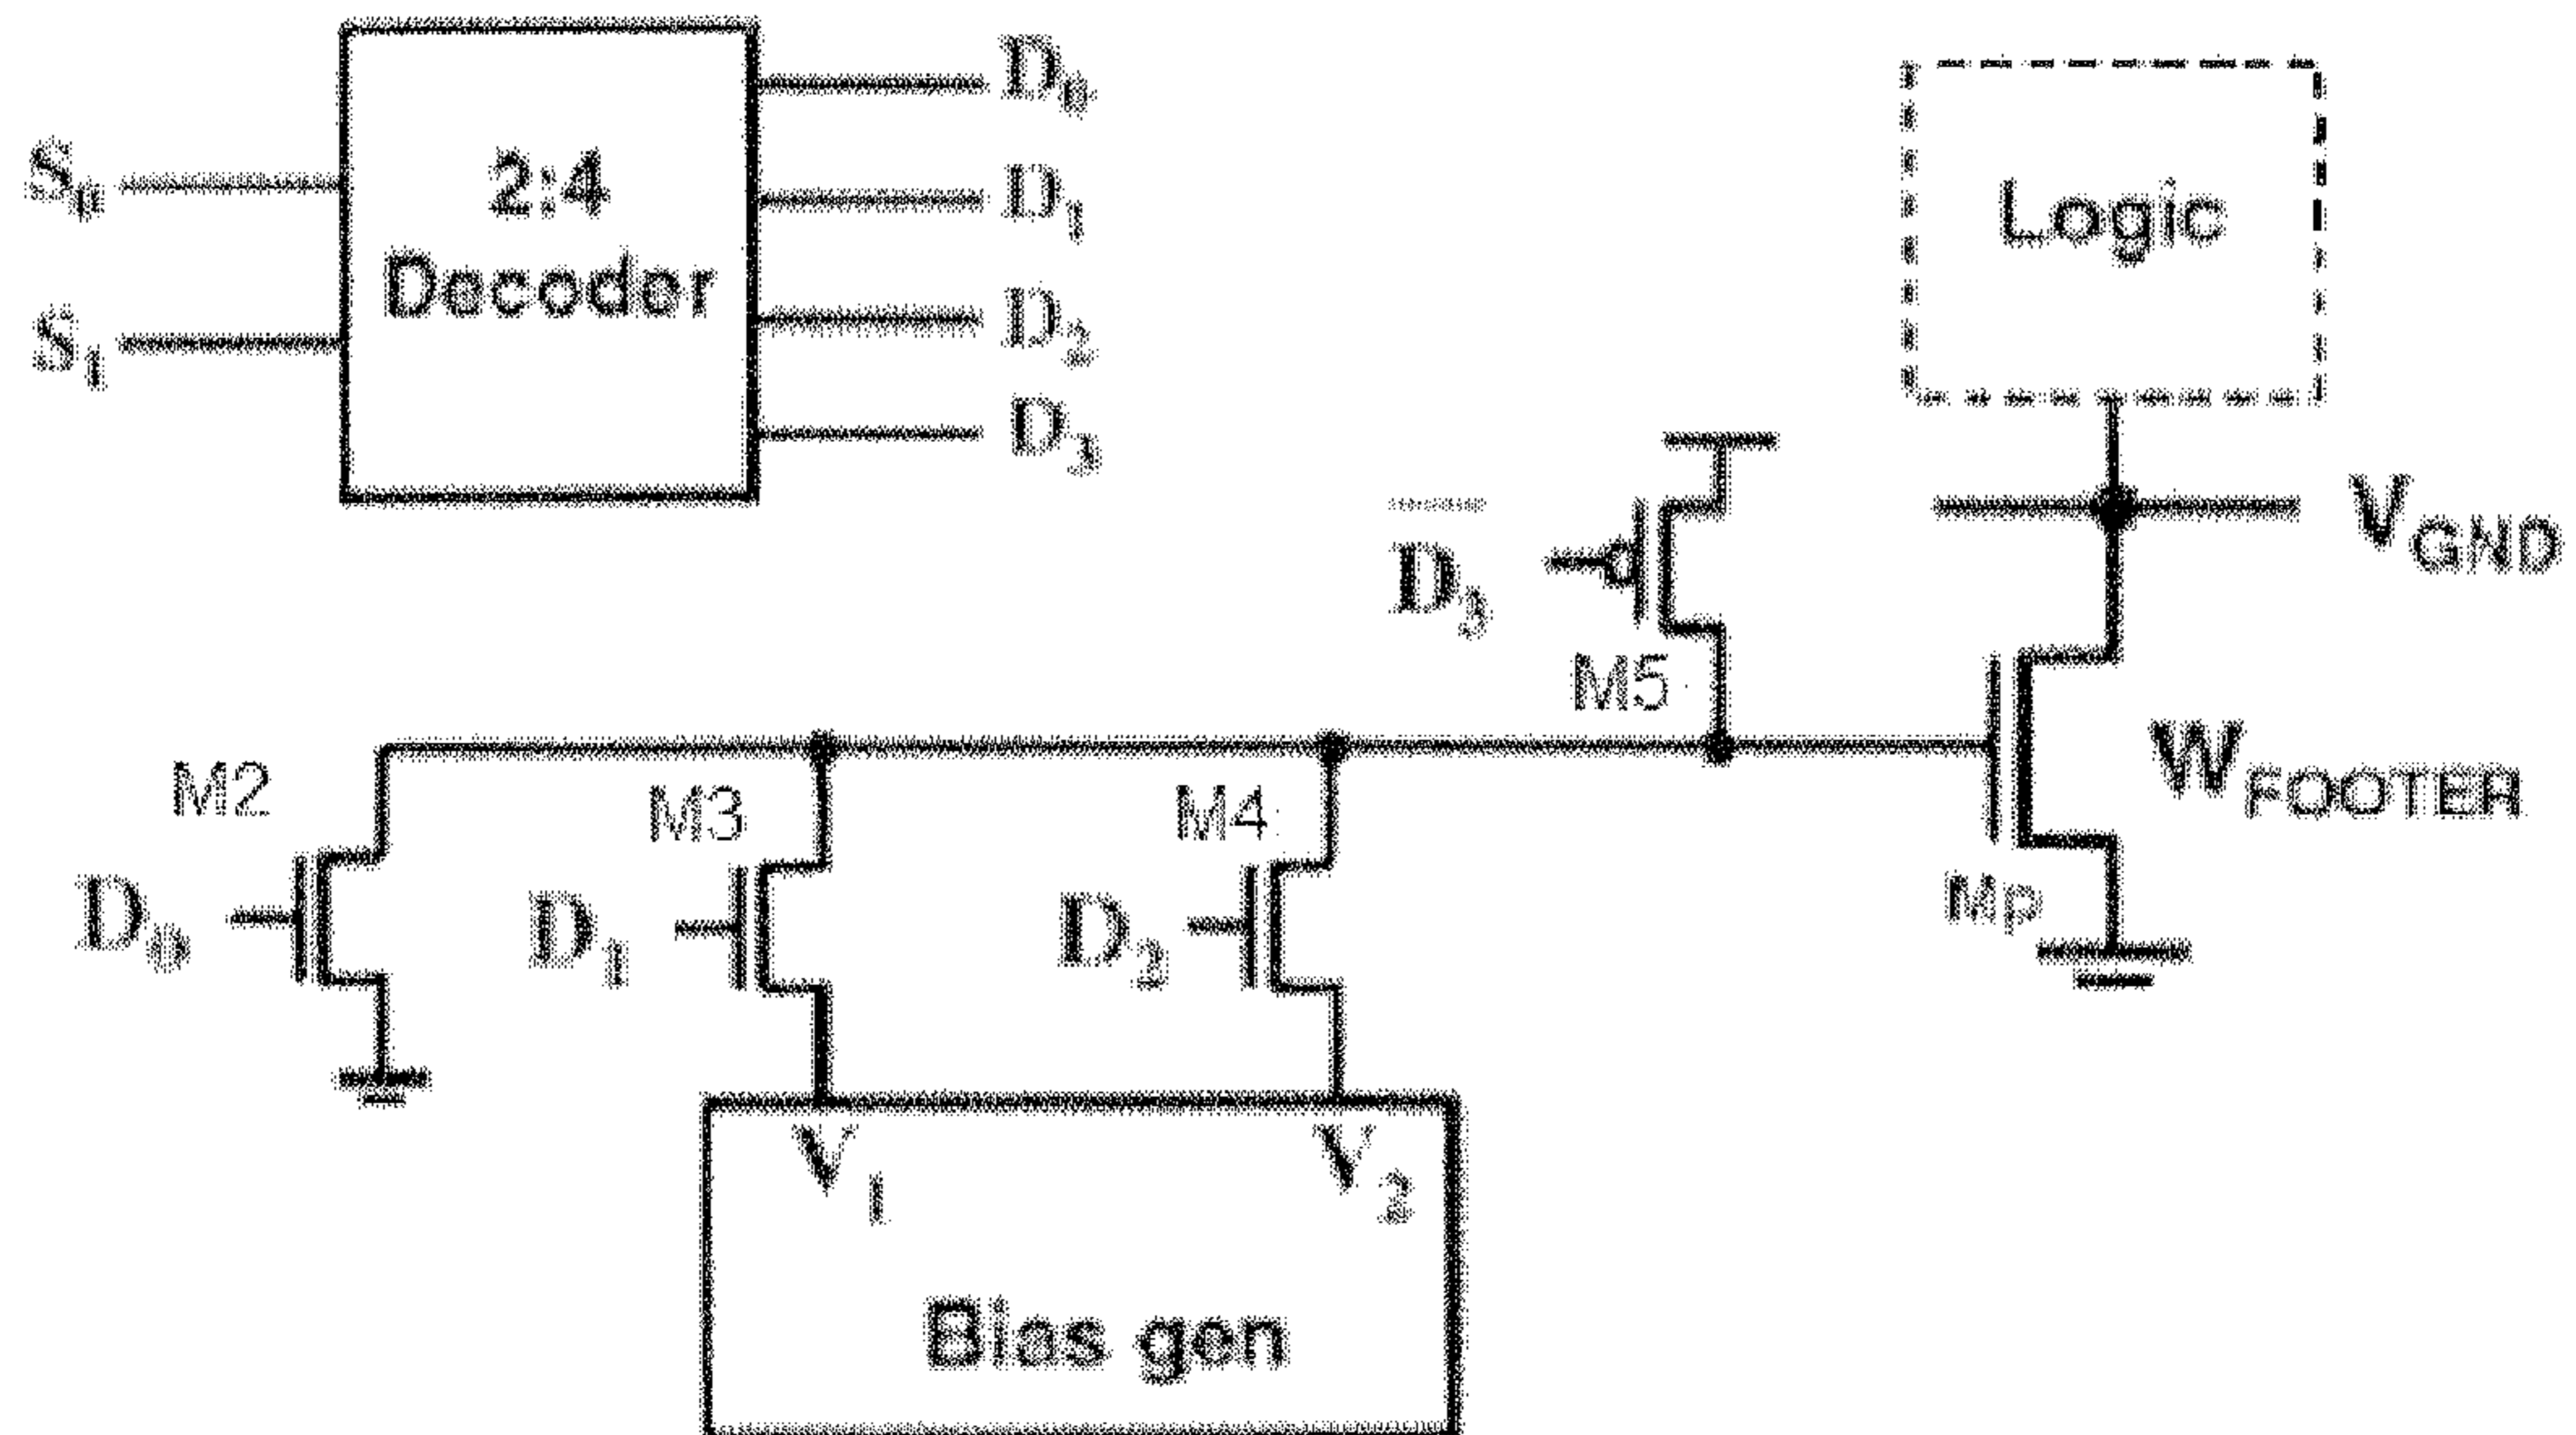 D0
S0
2:4
D1
Decoder
S1
D2
D3
Logic
VGND
D̅3
M5
M2
M3
M4
WFOOTER
D0
D1
D2
Mp
V1
V2
Bias gen